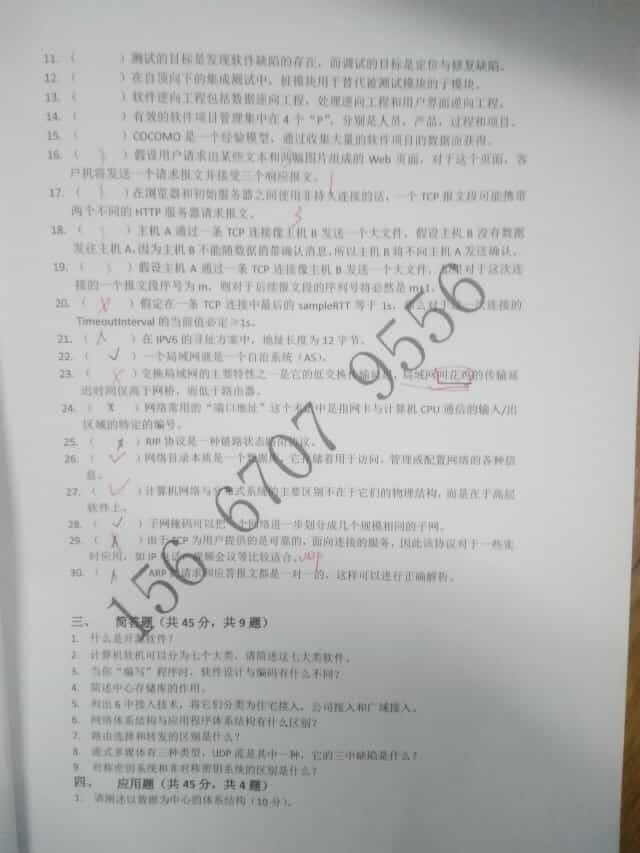 11. （ ）测试的目标是发现软件缺陷的存在，而调试的目标是定位与修复缺陷。
12. （ ）在自顶向下的集成测试中，桩模块用于替代被测试模块的子模块。
13. （ ）软件逆向工程包括数据逆向工程，处理逆向工程和用户界面逆向工程。
14. （ ）有效的软件项目管理集中在 4 个“P”，分别是人员，产品，过程和项目。
15. （ ）COCOMO 是一个经验模型，通过收集大量的软件项目的数据而获得。
16. （ ）假设用户请求由某些文本和两幅图片组成的 Web 页面，对于这个页面，客
户机将发送一个请求报文并接受三个响应报文。 1
17. （ ）在浏览器和初始服务器之间使用非持久连接的话，一个 TCP 报文段可能携带
两个不同的 HTTP 服务器请求报文。 3
18. （ ）主机 A 通过一条 TCP 连接像主机 B 发送一个大文件，假设主机 B 没有数据
发往主机 A,因为主机 B 不能随数据捎带确认消息,所以主机 B 将不向主机 A 发送确认。
19. （ ）假设主机 A 通过一条 TCP 连接像主机 B 发送一个大文件，如果对于这次连
接的一个报文段序号为 m，则对于后续报文段的序列号将必然是 m+1。
20. （ x ）假定在一条 TCP 连接中最后的 sampleRTT 等于 1s，那么对于这一次连接的
TimeoutInterval 的当前值必定≥1s。
21. （ x ）在 IPV6 的寻址方案中，地址长度为 12 字节。
22. （ ✓ ）一个局域网就是一个自治系统（AS）。
23. （ x ）交换局域网的主要特性之一是它的低交换传输延迟，局域网叫花鸡的传输延
迟时间仅高于网桥，而低于路由器。
24. （ x ）网络常用的“端口地址”这个术语中是指网卡与计算机 CPU 通信的输入/出
区域的特定的编号。
25. （ x ）RIP 协议是一种链路状态路由协议。
26. （ ✓ ）网络目录本质是一个数据库，它存储着用于访问、管理或配置网络的各种信
息。
27. （ ✓ ）计算机网络与分布式系统的主要区别不在于它们的物理结构，而是在于高层
软件上。
28. （ ✓ ）子网掩码可以把一个网络进一步划分成几个规模相同的子网。
29. （ x ）由于 TCP 为用户提供的是可靠的，面向连接的服务，因此该协议对于一些实
时应用，如 IP 电话，视频会议等比较适合。 UDP
30. （ x ）ARP 的请求和应答报文都是一对一的，这样可以进行正确解析。
三、 简答题（共 45 分，共 9 题）
1. 什么是开源软件？
2. 计算机软机可以分为七个大类，请简述这七大类软件。
3. 当你“编写”程序时，软件设计与编码有什么不同？
4. 简述中心存储库的作用。
5. 列出 6 中接入技术，将它们分类为住宅接入，公司接入和广域接入。
6. 网络体系结构与应用程序体系结构有什么区别？
7. 路由选择和转发的区别是什么？
8. 流式多媒体有三种类型，UDP 流是其中一种，它的三中缺陷是什么？
9. 对称密钥系统和非对称密钥系统的区别是什么？
四、 应用题（共 45 分，共 4 题）
1. 请阐述以数据为中心的体系结构（10 分）。
156 6707 9556